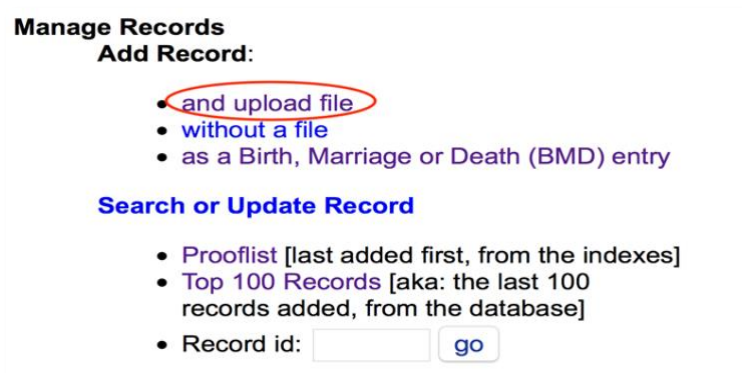 Manage Records
Add Record:
• and upload file
• without a file
• as a Birth, Marriage or Death (BMD) entry
Search or Update Record
• Prooflist [last added first, from the indexes]
• Top 100 Records [aka: the last 100
records added, from the database]
• Record id: go